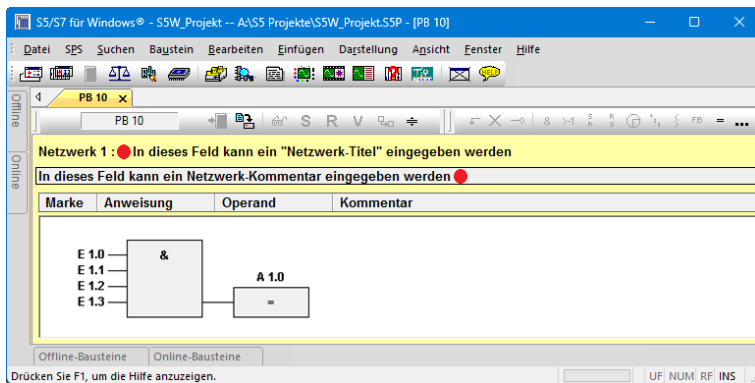 S5/S7 für Windows® - S5W_Projekt -- A:\S5 Projekte\S5W_Projekt.S5P - [PB 10]
Datei SPS Suchen Baustein Bearbeiten Einfügen Darstellung Ansicht Fenster Hilfe
HELP
Offline
Online
PB 10 x
PB 10 S R V & >1 S R R S FB = ...
Netzwerk 1 : In dieses Feld kann ein "Netzwerk-Titel" eingegeben werden
In dieses Feld kann ein Netzwerk-Kommentar eingegeben werden
Marke Anweisung Operand Kommentar
E 1.0 &
E 1.1
E 1.2 A 1.0
E 1.3 =
Offline-Bausteine Online-Bausteine
Drücken Sie F1, um die Hilfe anzuzeigen. UF NUM RF INS